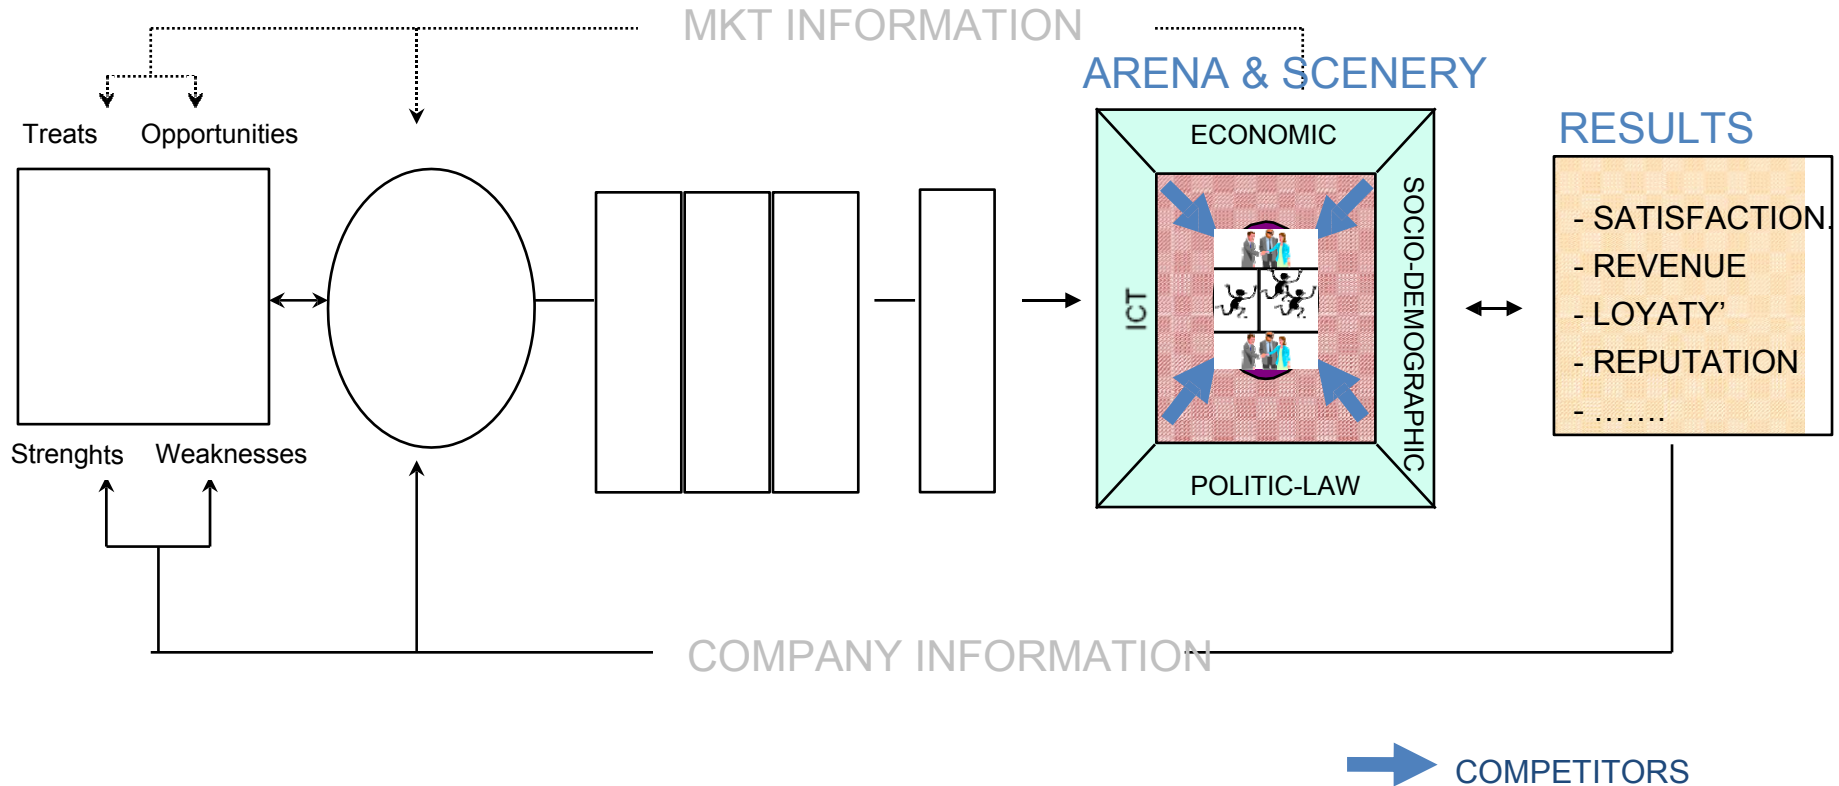 MKT INFORMATION
ARENA & SCENERY
Treats Opportunities
ECONOMIC
RESULTS
ICT
SOCIO-DEMOGRAPHIC
- SATISFACTION.
- REVENUE
- LOYATY’
- REPUTATION
- …….
Strenghts Weaknesses
POLITIC-LAW
COMPANY INFORMATION
COMPETITORS